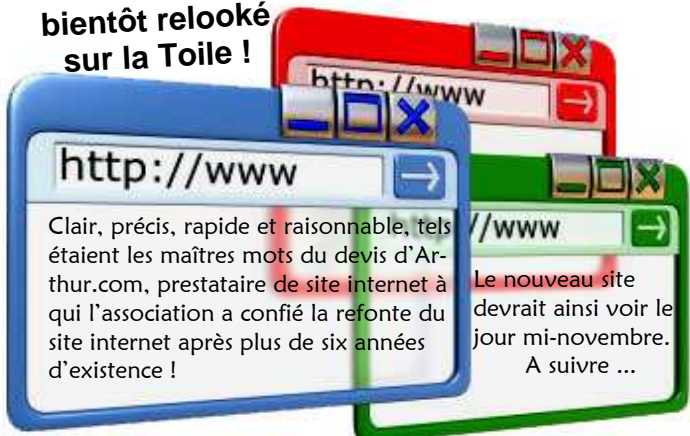 bientôt relooké
sur la Toile !
http://www
http://www
Clair, précis, rapide et raisonnable, tels
étaient les maîtres mots du devis d'Ar-
thur.com, prestataire de site internet à
qui l'association a confié la refonte du
site internet après plus de six années
d'existence !
//www
Le nouveau site
devrait ainsi voir le
jour mi-novembre.
A suivre ...